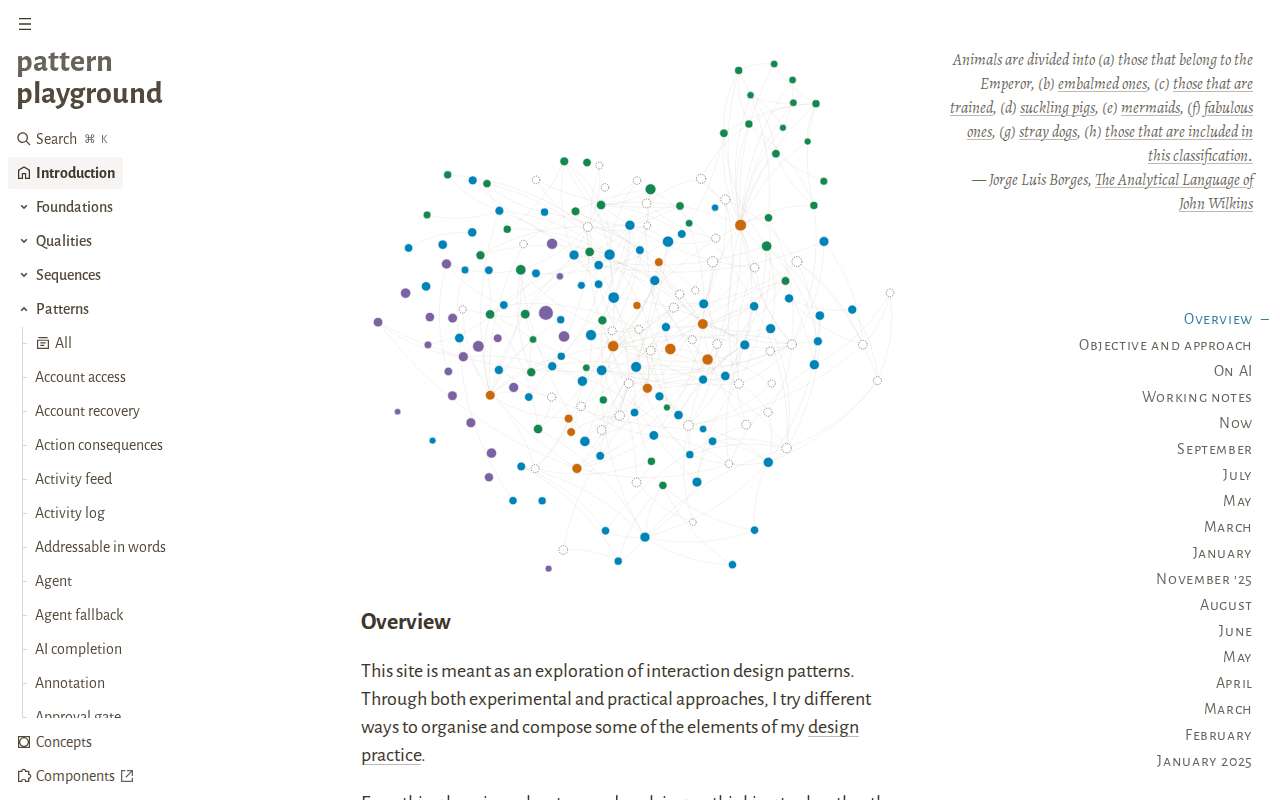 pattern
playground
Search ⌘ K
Introduction
Foundations
Qualities
Sequences
Patterns
All
Account access
Account recovery
Action consequences
Activity feed
Activity log
Addressable in words
Agent
Agent fallback
AI completion
Annotation
Approval gate
Concepts
Components
Overview
This site is meant as an exploration of interaction design patterns.
Through both experimental and practical approaches, I try different
ways to organise and compose some of the elements of my design
practice.
Animals are divided into (a) those that belong to the
Emperor, (b) embalmed ones, (c) those that are
trained, (d) suckling pigs, (e) mermaids, (f) fabulous
ones, (g) stray dogs, (h) those that are included in
this classification.
— Jorge Luis Borges, The Analytical Language of
John Wilkins
Overview –
Objective and approach
On AI
Working notes
Now
September
July
May
March
January
November '25
August
June
May
April
March
February
January 2025